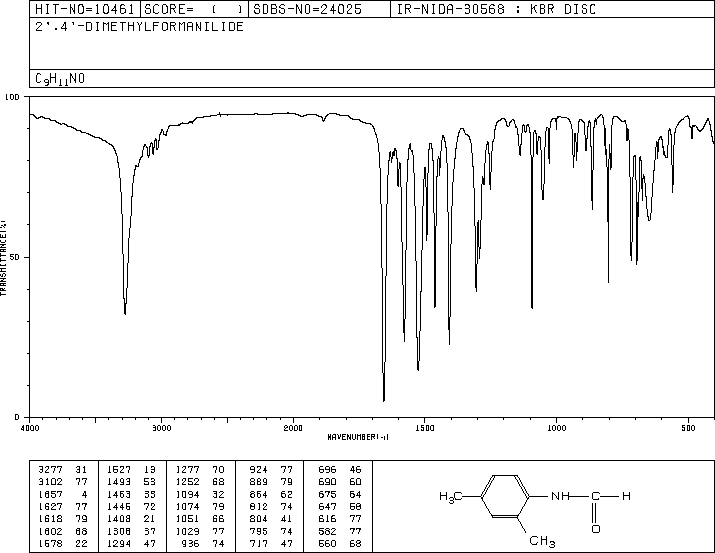 HIT-NO=10461 SCORE= ( ) SDBS-NO=24025 IR-NIDA-30568 : KBR DISC
2',4'-DIMETHYLFORMANILIDE
C9H11NO
100
50
0
TRANSMITTANCE(%)
4000 3000 2000 1500 1000 500
WAVENUMBER(-1)
3277 31 1527 13 1277 70 924 77 696 46
3102 77 1493 53 1252 68 889 79 690 60
1657 4 1463 33 1094 32 864 62 675 64
1627 77 1446 72 1074 79 812 74 647 58
1618 79 1408 21 1051 66 804 41 616 77
1602 68 1306 37 1029 77 795 74 582 77
1578 22 1294 47 936 74 717 47 560 68
H3C NH C H
O
CH3